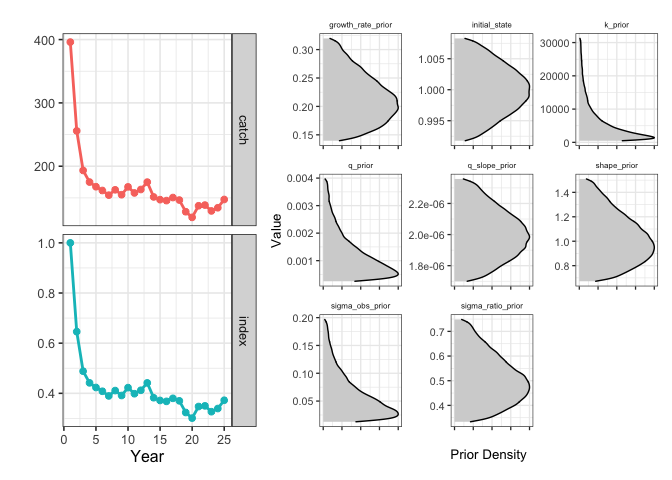 400
300
200
catch
1.0
0.8
0.6
0.4
index
0 5 10 15 20 25
Year
Value
growth_rate_prior
0.30
0.25
0.20
0.15
initial_state
1.005
1.000
0.995
k_prior
30000
20000
10000
0
q_prior
0.004
0.003
0.002
0.001
q_slope_prior
2.2e-06
2.0e-06
1.8e-06
shape_prior
1.4
1.2
1.0
0.8
sigma_obs_prior
0.20
0.15
0.10
0.05
sigma_ratio_prior
0.7
0.6
0.5
0.4
Prior Density